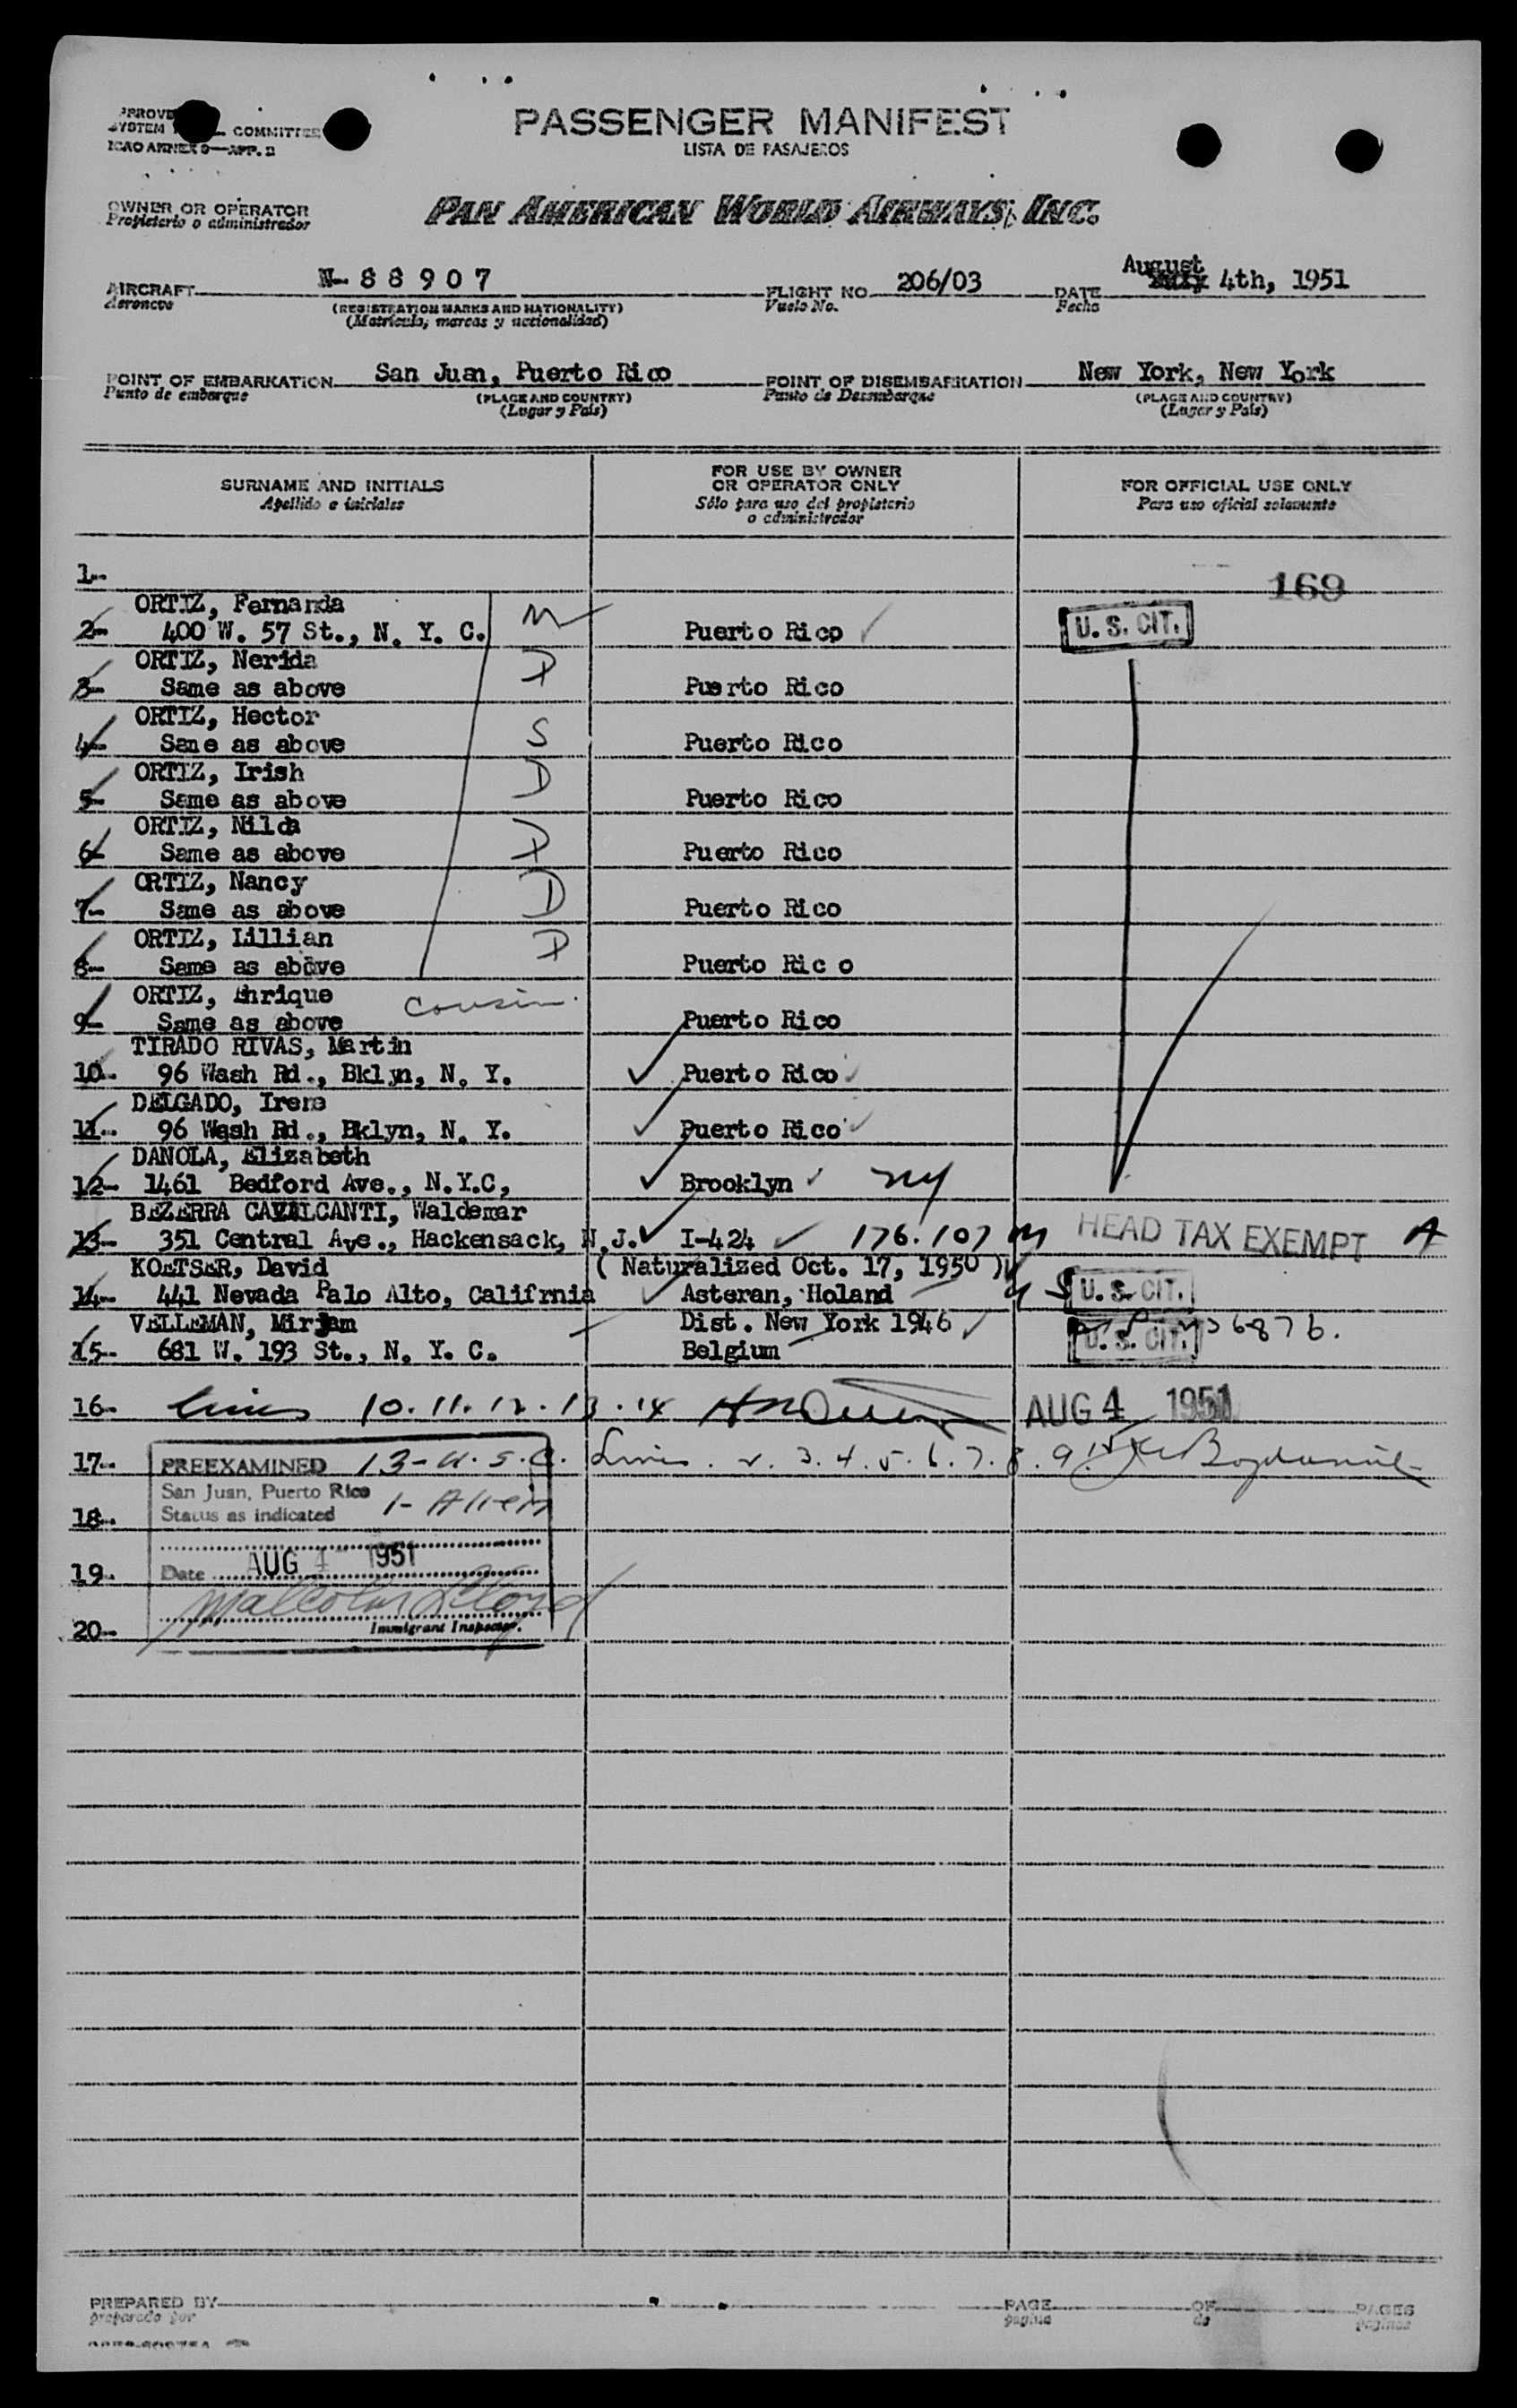 COMMITTEE
PASSENGER MANIFEST
LISTA DE PASAJEROS
OWNER OR OPERATOR
Propietario o administrador
PAN AMERICAN WORLD AIRWAYS, INC.
AIRCRAFT N-88907 FLIGHT NO. 206/03 DATE August 4th, 1951
Aeronave Vuelo No. Fecha
(REGISTRATION MARKS AND NATIONALITY)
(Matrícula, marcas y nacionalidad)
POINT OF EMBARKATION San Juan, Puerto Rico POINT OF DISEMBARKATION New York, New York
Punto de embarque (PLACE AND COUNTRY) Punto de Desembarque (PLACE AND COUNTRY)
(Lugar y País) (Lugar y País)
SURNAME AND INITIALS FOR USE BY OWNER OR OPERATOR ONLY FOR OFFICIAL USE ONLY
Apellido e iniciales Sólo para uso del propietario o administrador Para uso oficial solamente
1-
169
ORTIZ, Fernanda
2- 400 W. 57 St., N. Y. C. M Puerto Rico U. S. CIT.
ORTIZ, Nerida
3- Same as above D Puerto Rico
ORTIZ, Hector
4- Same as above S Puerto Rico
ORTIZ, Irish
5- Same as above D Puerto Rico
ORTIZ, Nilda
6- Same as above D Puerto Rico
ORTIZ, Nancy
7- Same as above D Puerto Rico
ORTIZ, Lillian
8- Same as above D Puerto Rico
ORTIZ, Enrique cousin.
9- Same as above Puerto Rico
TIRADO RIVAS, Martin
10- 96 Wash Rd., Bklyn, N. Y. Puerto Rico
DELGADO, Irene
11- 96 Wash Rd., Bklyn, N. Y. Puerto Rico
DANOLA, Elizabeth
12- 1461 Bedford Ave., N.Y.C, Brooklyn NY
BEZERRA CAVALCANTI, Waldemar
13- 351 Central Ave., Hackensack, N.J. I-424 176.107 HEAD TAX EXEMPT A
KOETSER, David (Naturalized Oct. 17, 1950)
14- 441 Nevada Palo Alto, Califrnia Asteran, Holand U. S. CIT.
VELLEMAN, Mirjam Dist. New York 1946
15- 681 W. 193 St., N. Y. C. Belgium U. S. CIT.
16- Lines 10.11.12.13.14 AUG 4 1951
17- PREEXAMINED 13-U.S.C. Lines. 2. 3. 4. 5. 6. 7. 8. 9.
San Juan, Puerto Rico
18- Status as indicated 1-Alien
19- Date AUG 4 1951
Malcolm Lloyd
20- Immigrant Inspector.
PREPARED BY PAGE OF PAGES
preparado por pagina de paginas